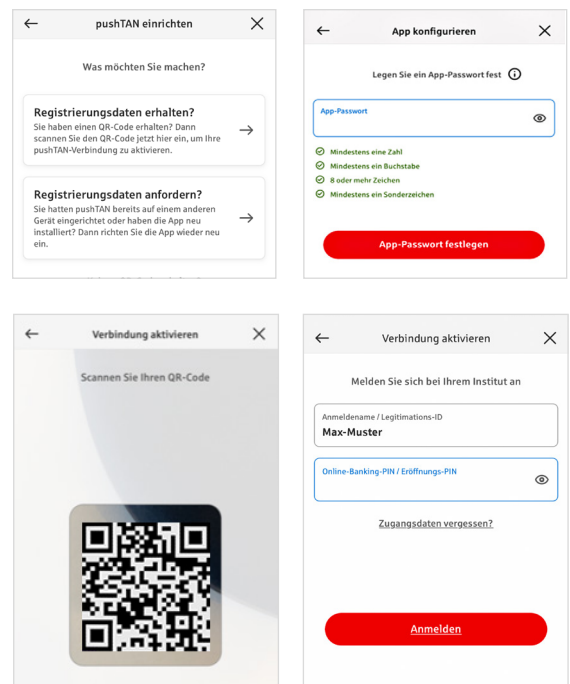 pushTAN einrichten
Was möchten Sie machen?
Registrierungsdaten erhalten?
Sie haben einen QR-Code erhalten? Dann
scannen Sie den QR-Code jetzt hier ein, um Ihre
pushTAN-Verbindung zu aktivieren.
Registrierungsdaten anfordern?
Sie hatten pushTAN bereits auf einem anderen
Gerät eingerichtet oder haben die App neu
installiert? Dann richten Sie die App wieder neu
ein.
App konfigurieren
Legen Sie ein App-Passwort fest
App-Passwort
Mindestens eine Zahl
Mindestens ein Buchstabe
8 oder mehr Zeichen
Mindestens ein Sonderzeichen
App-Passwort festlegen
Verbindung aktivieren
Scannen Sie Ihren QR-Code
Verbindung aktivieren
Melden Sie sich bei Ihrem Institut an
Anmeldename / Legitimations-ID
Max-Muster
Online-Banking-PIN / Eröffnungs-PIN
Zugangsdaten vergessen?
Anmelden